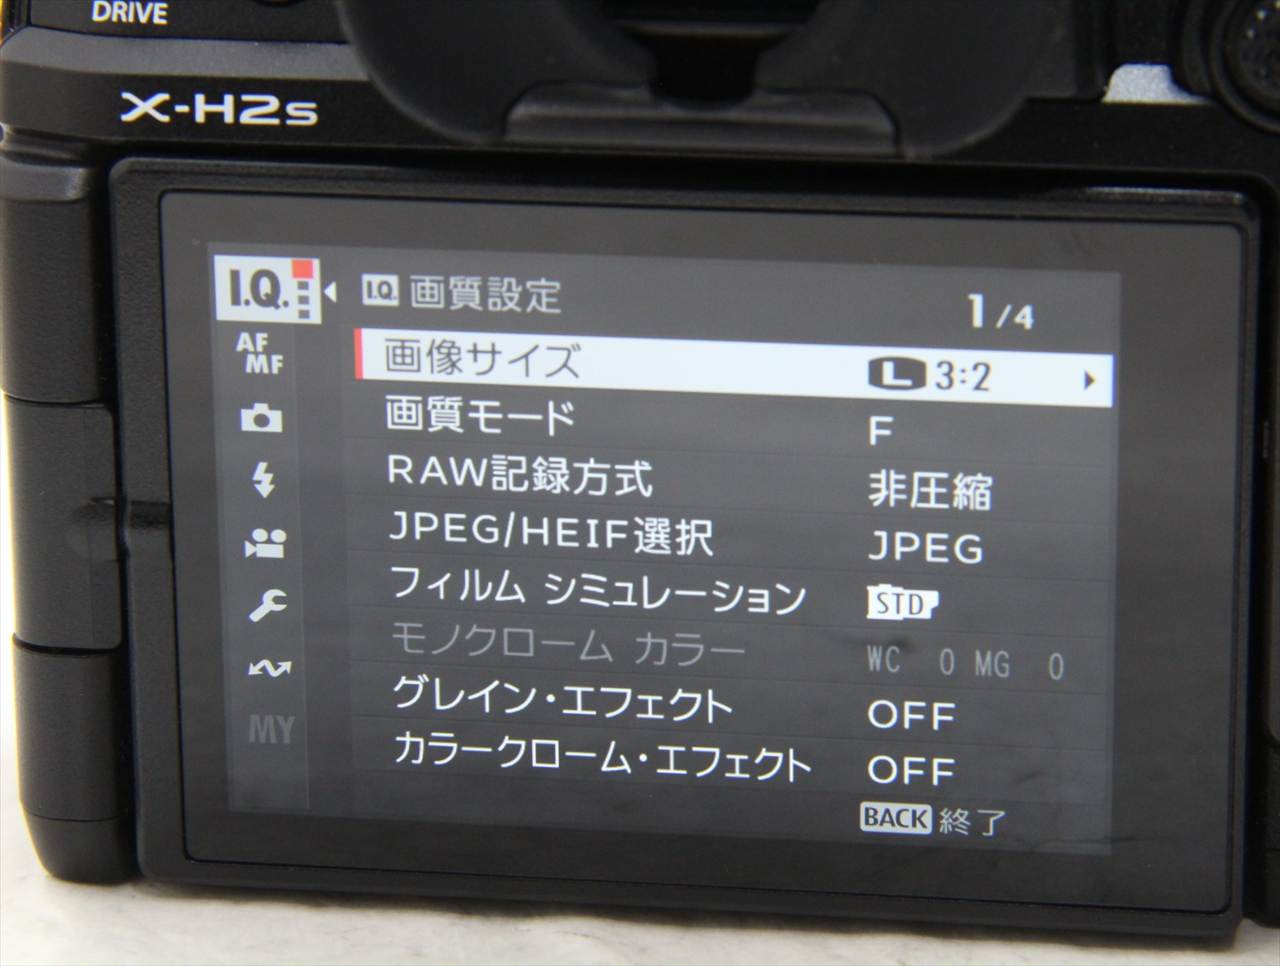 DRIVE
X-H2S
I.Q. 画質設定 1/4
AF
MF
画像サイズ L 3:2
画質モード F
RAW記録方式 非圧縮
JPEG/HEIF選択 JPEG
フィルム シミュレーション STD
モノクローム カラー WC 0 MG 0
グレイン・エフェクト OFF
カラークローム・エフェクト OFF
MY
BACK 終了
I.Q.